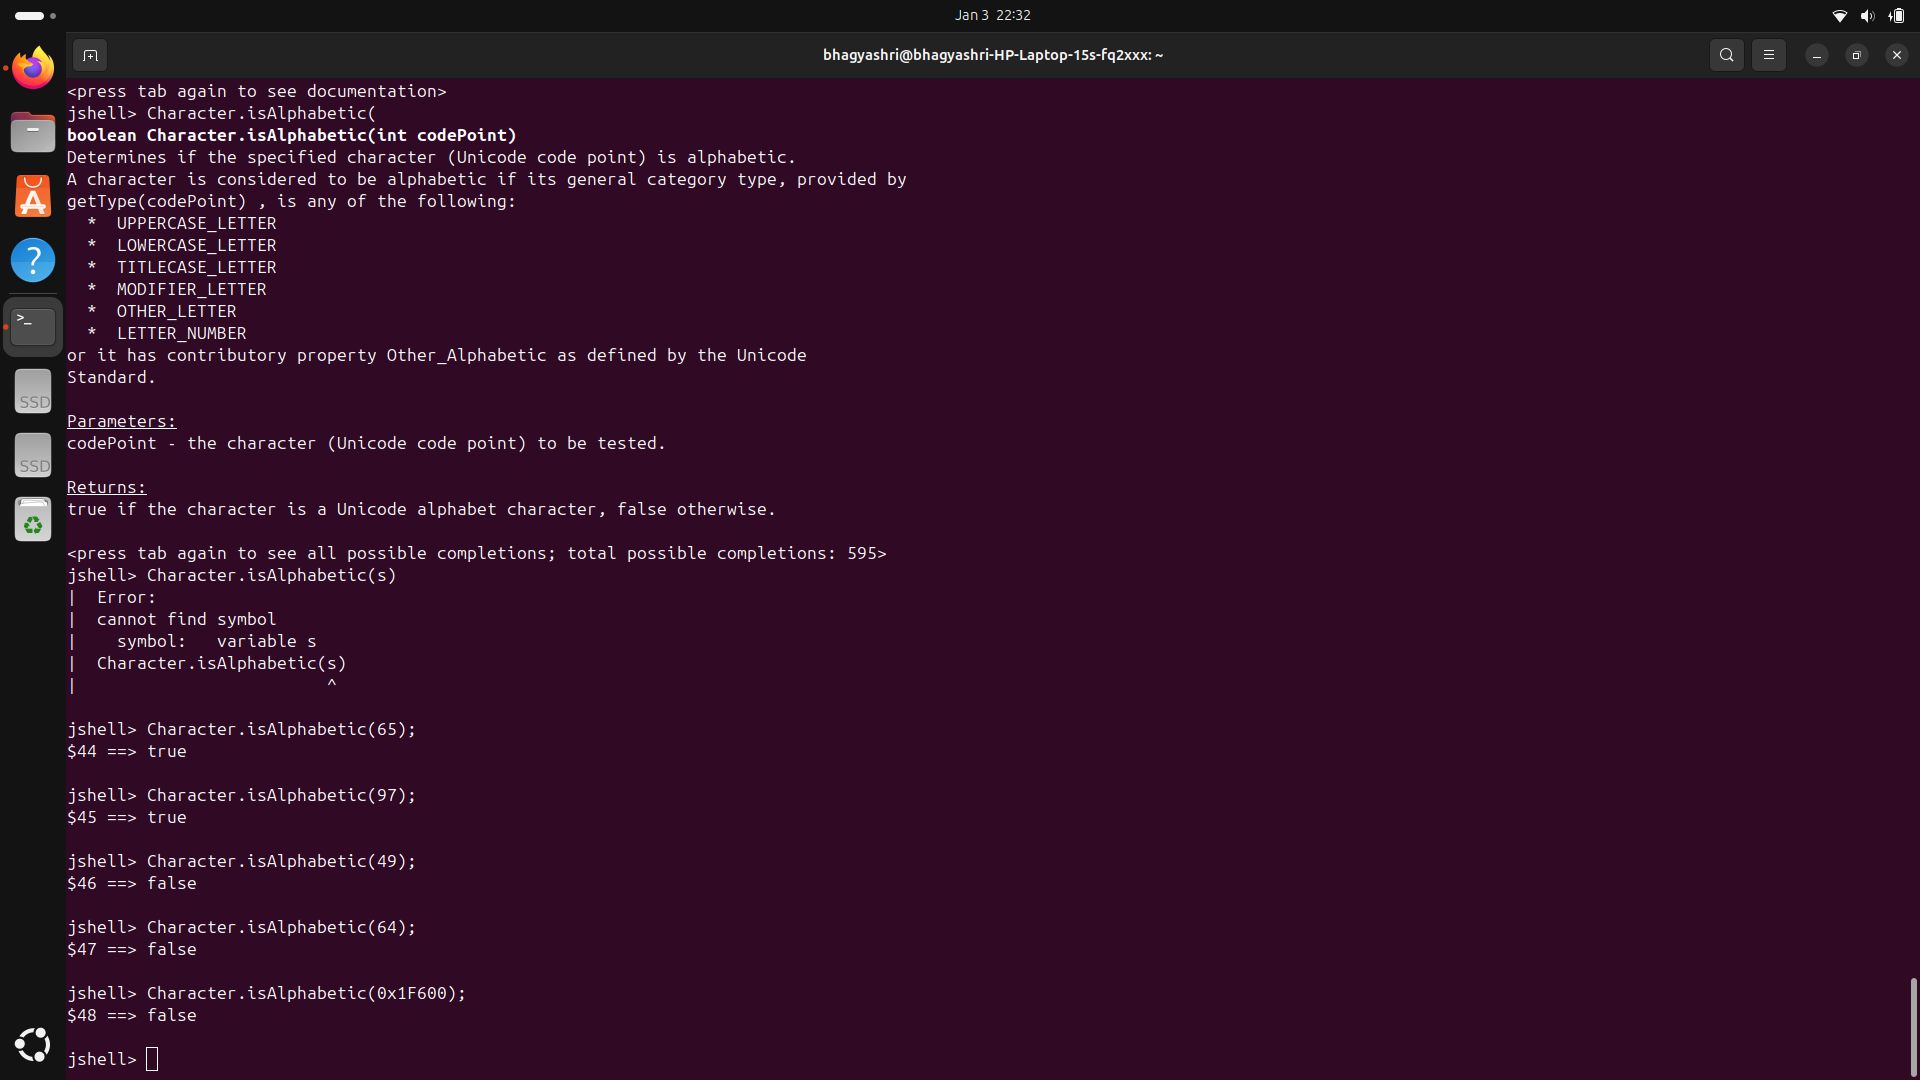 Jan 3 22:32
bhagyashri@bhagyashri-HP-Laptop-15s-fq2xxx: ~
<press tab again to see documentation>
jshell> Character.isAlphabetic(
boolean Character.isAlphabetic(int codePoint)
Determines if the specified character (Unicode code point) is alphabetic.
A character is considered to be alphabetic if its general category type, provided by
getType(codePoint) , is any of the following:
  *  UPPERCASE_LETTER
  *  LOWERCASE_LETTER
  *  TITLECASE_LETTER
  *  MODIFIER_LETTER
  *  OTHER_LETTER
  *  LETTER_NUMBER
or it has contributory property Other_Alphabetic as defined by the Unicode
Standard.

Parameters:
codePoint - the character (Unicode code point) to be tested.

Returns:
true if the character is a Unicode alphabet character, false otherwise.

<press tab again to see all possible completions; total possible completions: 595>
jshell> Character.isAlphabetic(s)
|  Error:
|  cannot find symbol
|    symbol:   variable s
|  Character.isAlphabetic(s)
|                         ^

jshell> Character.isAlphabetic(65);
$44 ==> true

jshell> Character.isAlphabetic(97);
$45 ==> true

jshell> Character.isAlphabetic(49);
$46 ==> false

jshell> Character.isAlphabetic(64);
$47 ==> false

jshell> Character.isAlphabetic(0x1F600);
$48 ==> false

jshell>
SSD
SSD